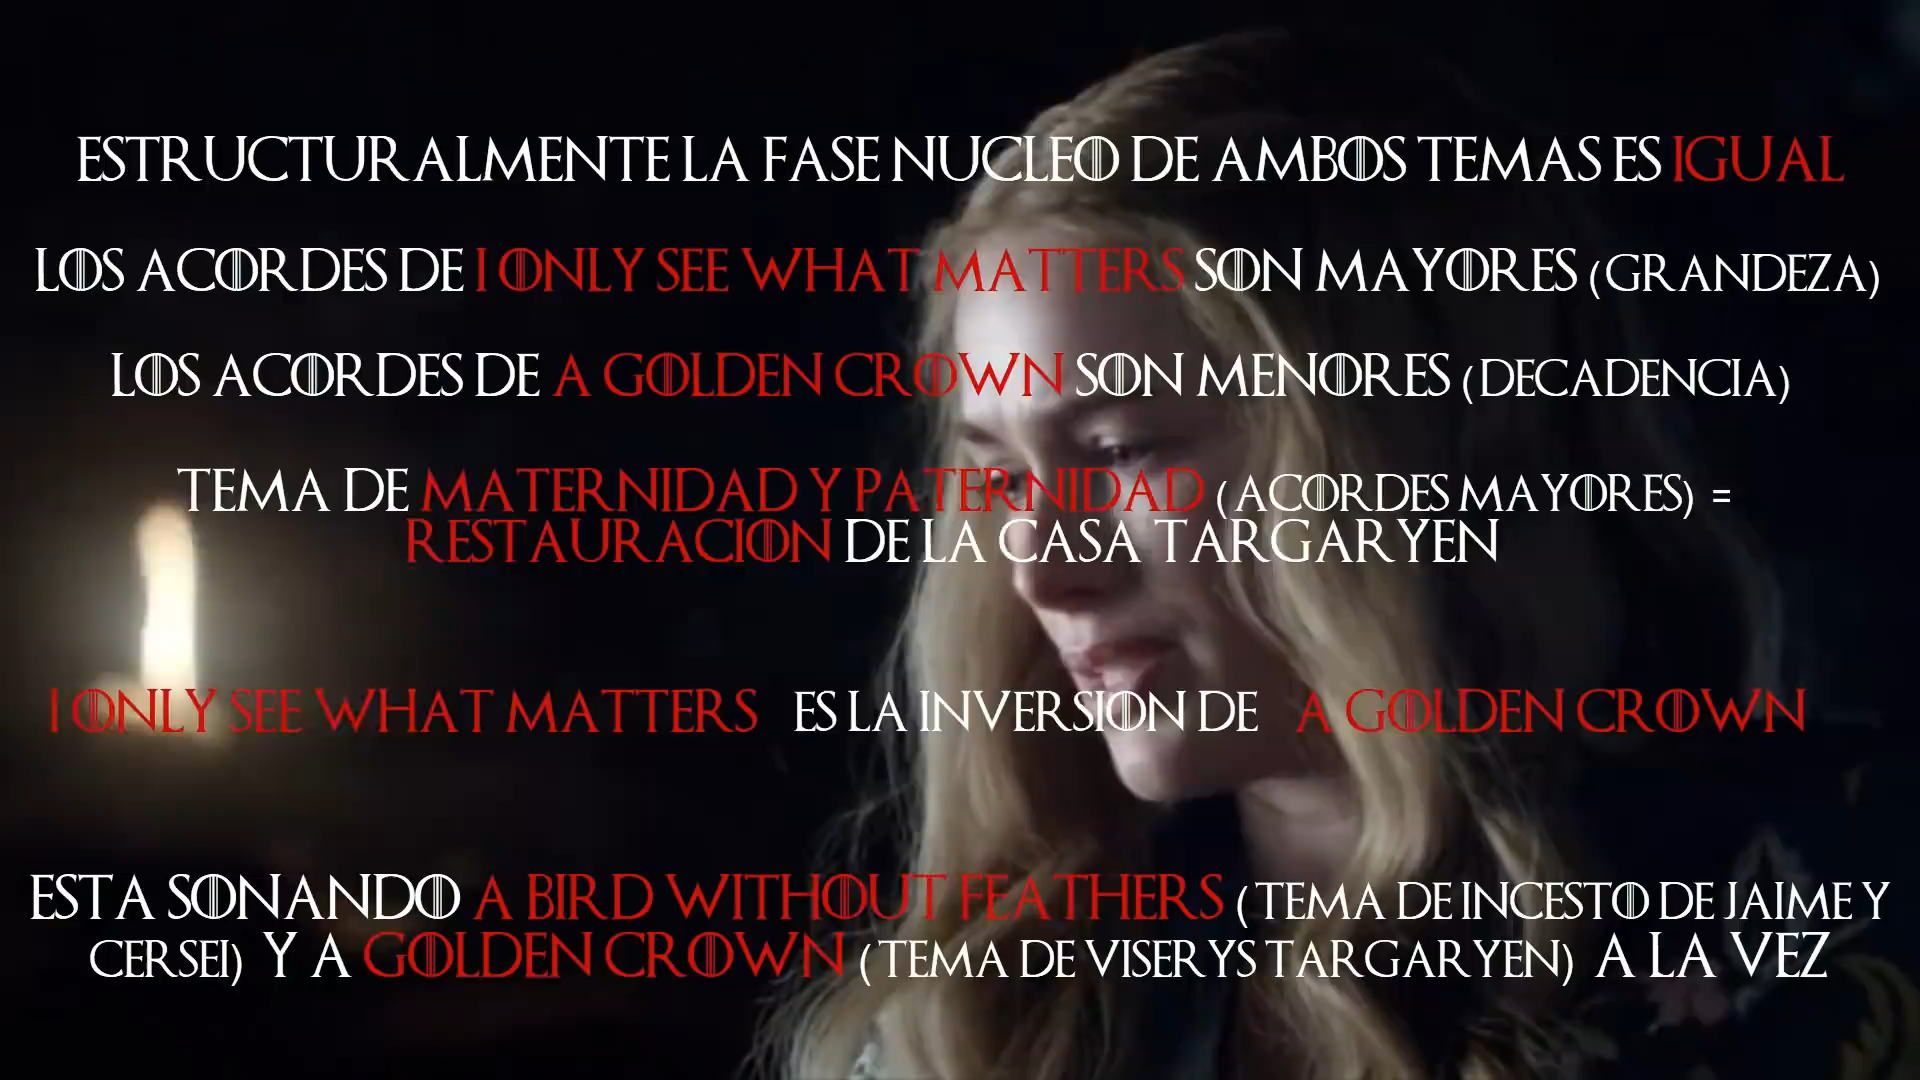 ESTRUCTURALMENTE LA FASE NUCLEO DE AMBOS TEMAS ES IGUAL
LOS ACORDES DE I ONLY SEE WHAT MATTERS SON MAYORES (GRANDEZA)
LOS ACORDES DE A GOLDEN CROWN SON MENORES (DECADENCIA)
TEMA DE MATERNIDAD Y PATERNIDAD (ACORDES MAYORES) =
RESTAURACION DE LA CASA TARGARYEN
I ONLY SEE WHAT MATTERS ES LA INVERSION DE A GOLDEN CROWN
ESTA SONANDO A BIRD WITHOUT FEATHERS (TEMA DE INCESTO DE JAIME Y
CERSEI) Y A GOLDEN CROWN (TEMA DE VISERYS TARGARYEN) A LA VEZ